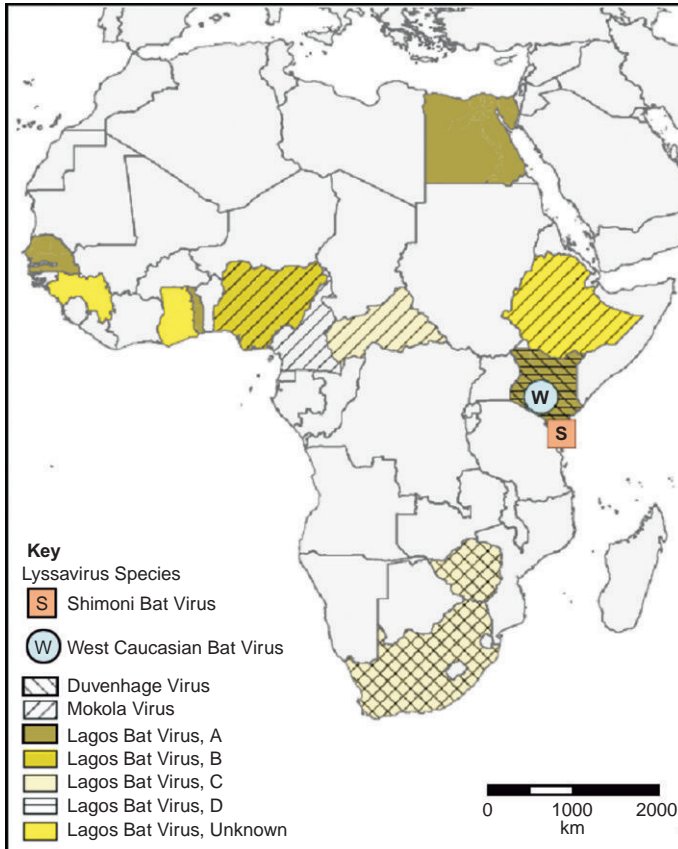 W
S
Key
Lyssavirus Species
S Shimoni Bat Virus
W West Caucasian Bat Virus
Duvenhage Virus
Mokola Virus
Lagos Bat Virus, A
Lagos Bat Virus, B
Lagos Bat Virus, C
Lagos Bat Virus, D
Lagos Bat Virus, Unknown
0 1000 2000
km